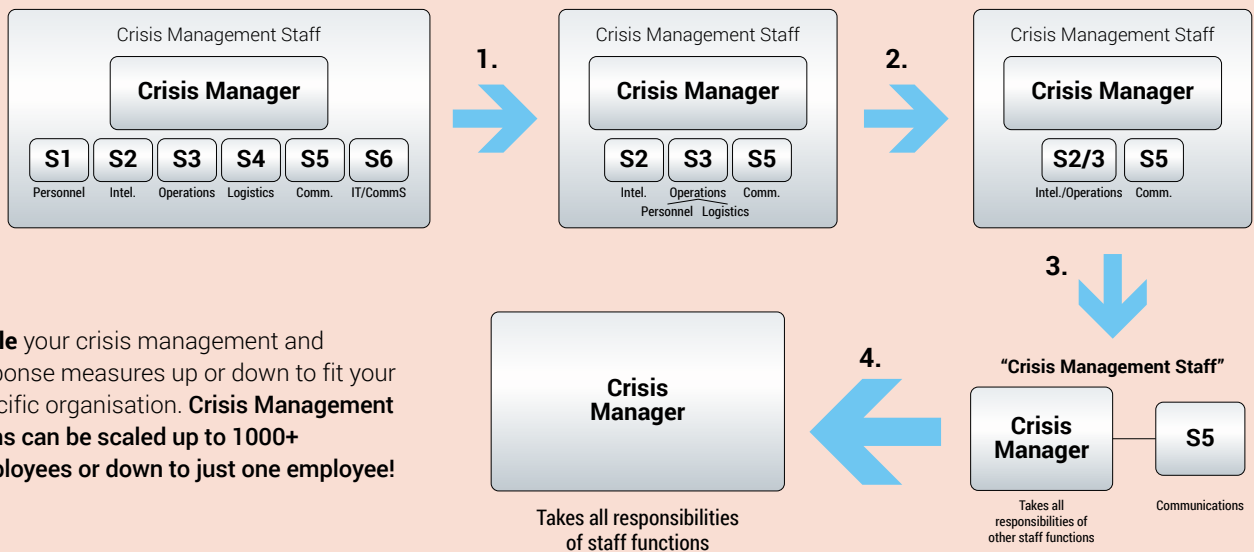 Crisis Management Staff
Crisis Manager
S1 S2 S3 S4 S5 S6
Personnel Intel. Operations Logistics Comm. IT/CommS
1.
Crisis Management Staff
Crisis Manager
S2 S3 S5
Intel. Operations Comm.
Personnel Logistics
2.
Crisis Management Staff
Crisis Manager
S2/3 S5
Intel./Operations Comm.
3.
"Crisis Management Staff"
Crisis
Manager
S5
Takes all
responsibilities of
other staff functions
Communications
4.
Crisis
Manager
Takes all responsibilities
of staff functions
your crisis management and
measures up or down to fit your
organisation. Crisis Management
can be scaled up to 1000+
or down to just one employee!